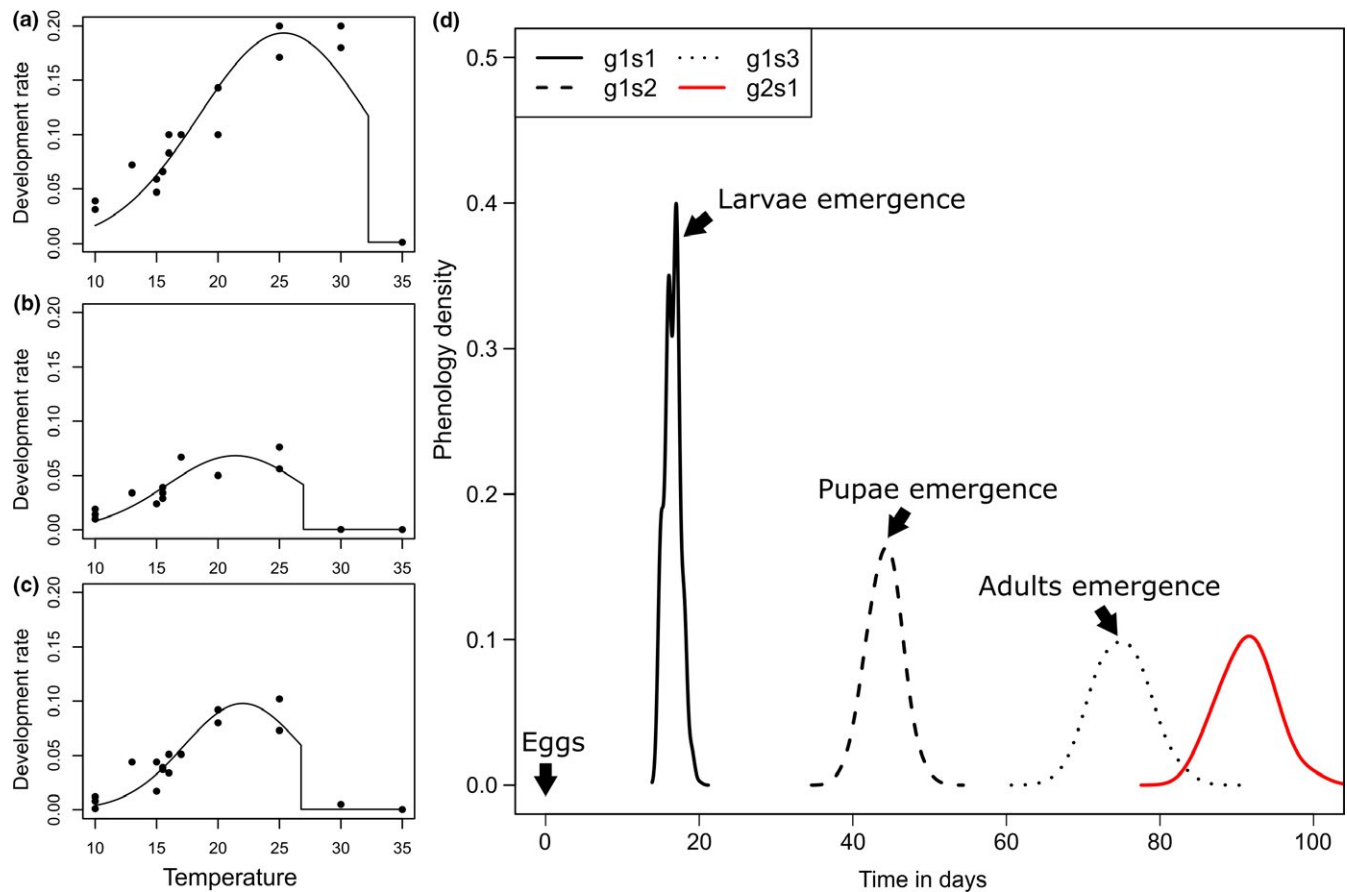 (a)
0.00 0.05 0.10 0.15 0.20
Development rate
10 15 20 25 30 35
(b)
0.00 0.05 0.10 0.15 0.20
Development rate
10 15 20 25 30 35
(c)
0.00 0.05 0.10 0.15 0.20
Development rate
10 15 20 25 30 35
Temperature
(d)
g1s1 g1s3
g1s2 g2s1
0.5
0.4
0.3
0.2
0.1
0.0
Phenology density
Larvae emergence
Pupae emergence
Adults emergence
Eggs
0 20 40 60 80 100
Time in days